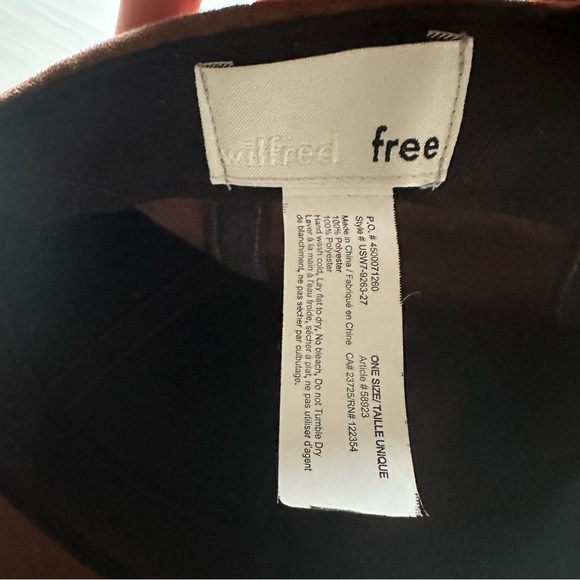 wilfred free
P.O. # 4500071260
Style # USW7-9263-27
ONE SIZE/ TAILLE UNIQUE
Article # 58923
Made in China / Fabriqué en Chine CA# 23725/RN# 122354
100% Polyester
100% Polyester
Hand wash cold, Lay flat to dry, No bleach, Do not Tumble Dry
Laver à la main à l'eau froide, sécher à plat, ne pas utiliser d'agent
de blanchiment, ne pas sécher par culbutage.